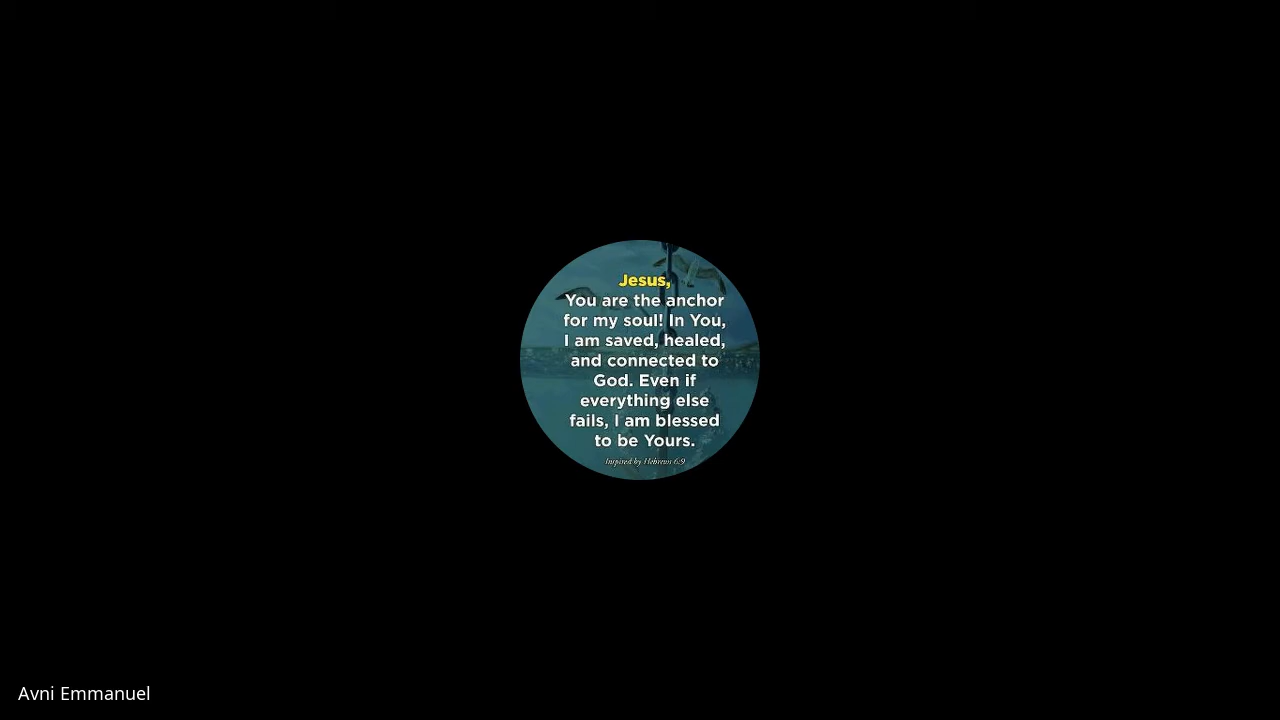 Jesus,
You are the anchor
for my soul! In You,
I am saved, healed,
and connected to
God. Even if
everything else
fails, I am blessed
to be Yours.
Inspired by Hebrews 6:9
Avni Emmanuel